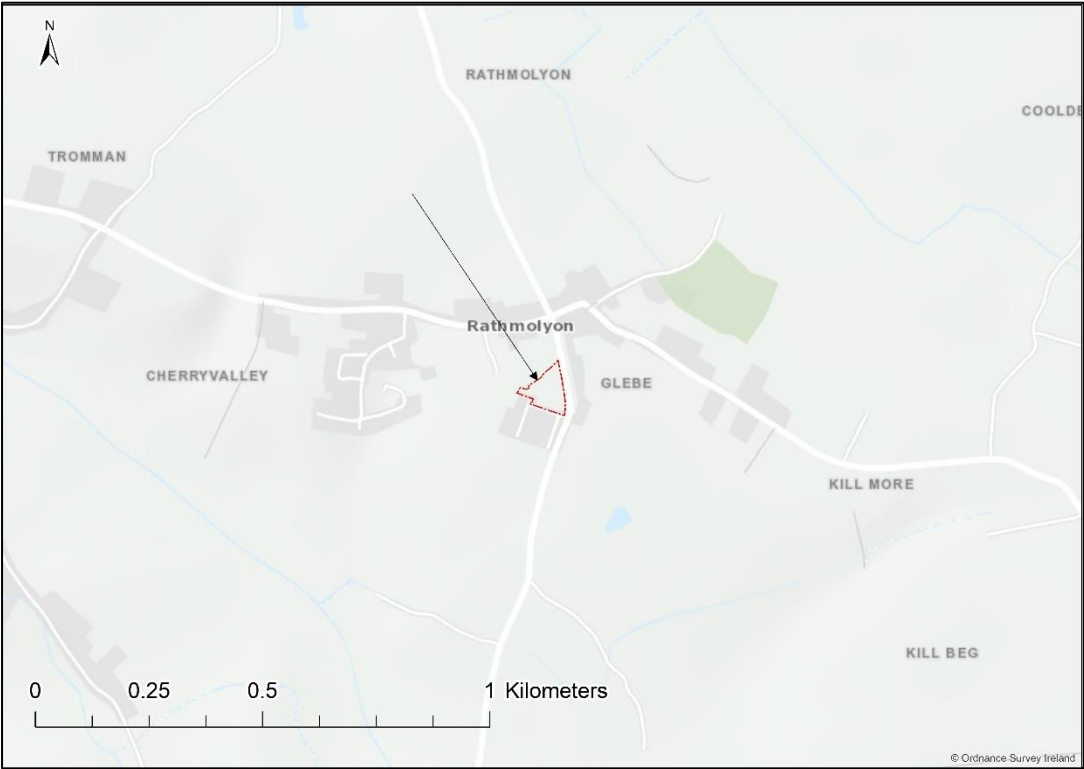 N
RATHMOLYON
COOLDE
TROMMAN
Rathmolyon
CHERRYVALLEY
GLEBE
KILL MORE
KILL BEG
0 0.25 0.5 1 Kilometers
© Ordnance Survey Ireland